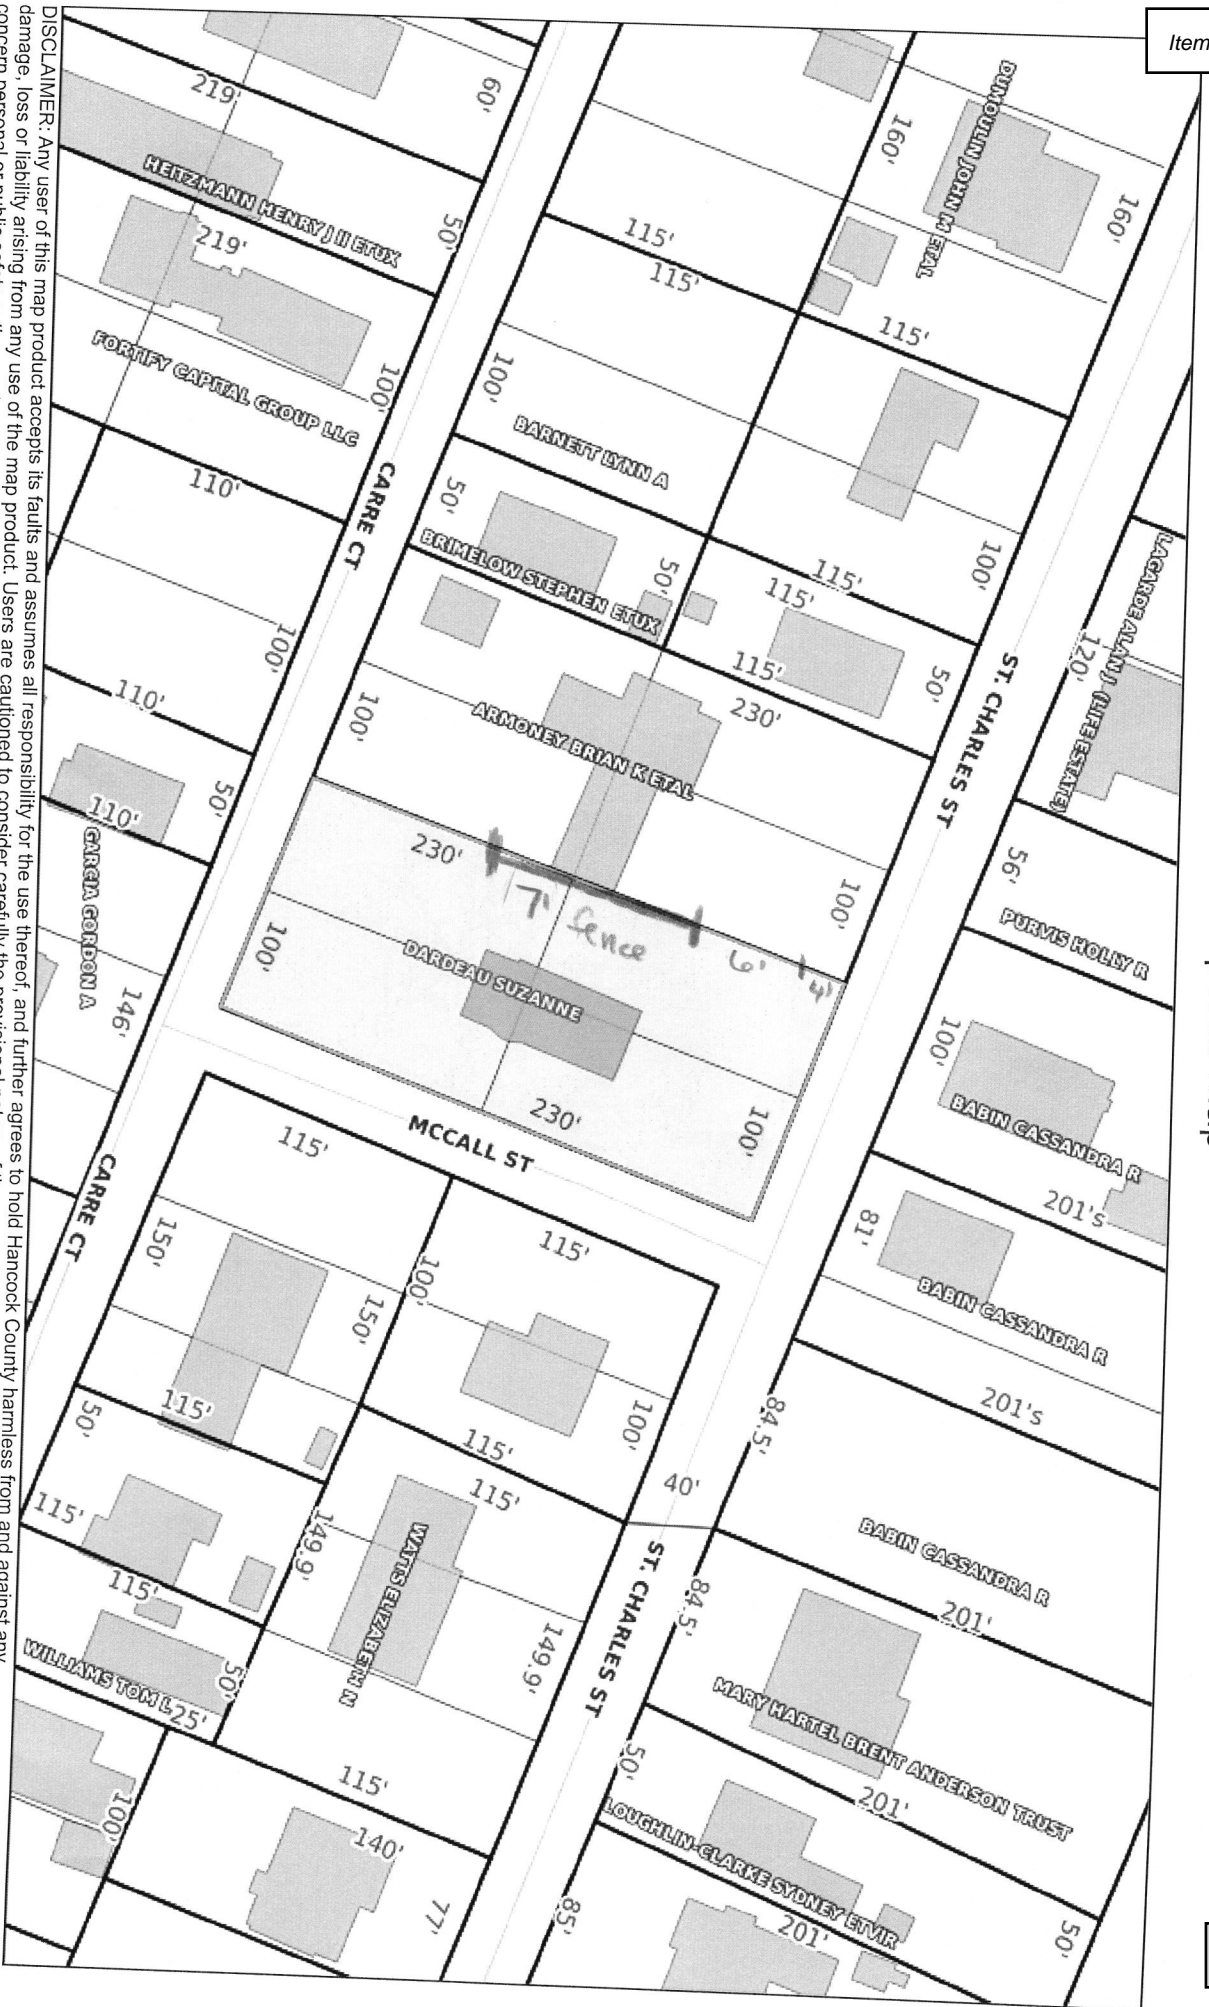 Item
60'
219'
HEITZMANN HENRY J II ETUX
50'
219'
FORTIFY CAPITAL GROUP LLC
100'
110'
CARRE CT
100'
110'
50'
110'
GARCIA GORDON A
146'
DUMOULIN JOHN M ETAL
160'
160'
115'
115'
115'
100'
BARNETT LYNN A
50'
BRIMELOW STEPHEN ETUX
50'
115'
115'
100'
115'
50'
230'
ST. CHARLES ST
ARMONEY BRIAN K ETAL
100'
100'
LAGARDE ALAN J (LIFE ESTATE)
120'
56'
PURVIS HOLLY R
230'
7' fence
6'
4'
DARDEAU SUZANNE
100'
230'
100'
MCCALL ST
100'
BABIN CASSANDRA R
201's
81'
BABIN CASSANDRA R
201's
84.5'
CARRE CT
115'
150'
100'
115'
150'
100'
115'
50'
115'
115'
40'
115'
149.9'
WATTS ELIZABETH N
149.9'
ST. CHARLES ST
84.5'
BABIN CASSANDRA R
201'
115'
50'
WILLIAMS TOM L
25'
MARY HARTEL BRENT ANDERSON TRUST
201'
50'
LOUGHLIN-CLARKE SYDNEY ETVIR
201'
50'
115'
100'
140'
77'
85'
DISCLAIMER: Any user of this map product accepts its faults and assumes all responsibility for the use thereof, and further agrees to hold Hancock County harmless from and against any
damage, loss or liability arising from any use of the map product. Users are cautioned to consider carefully the provisional nature of
concern personal or public